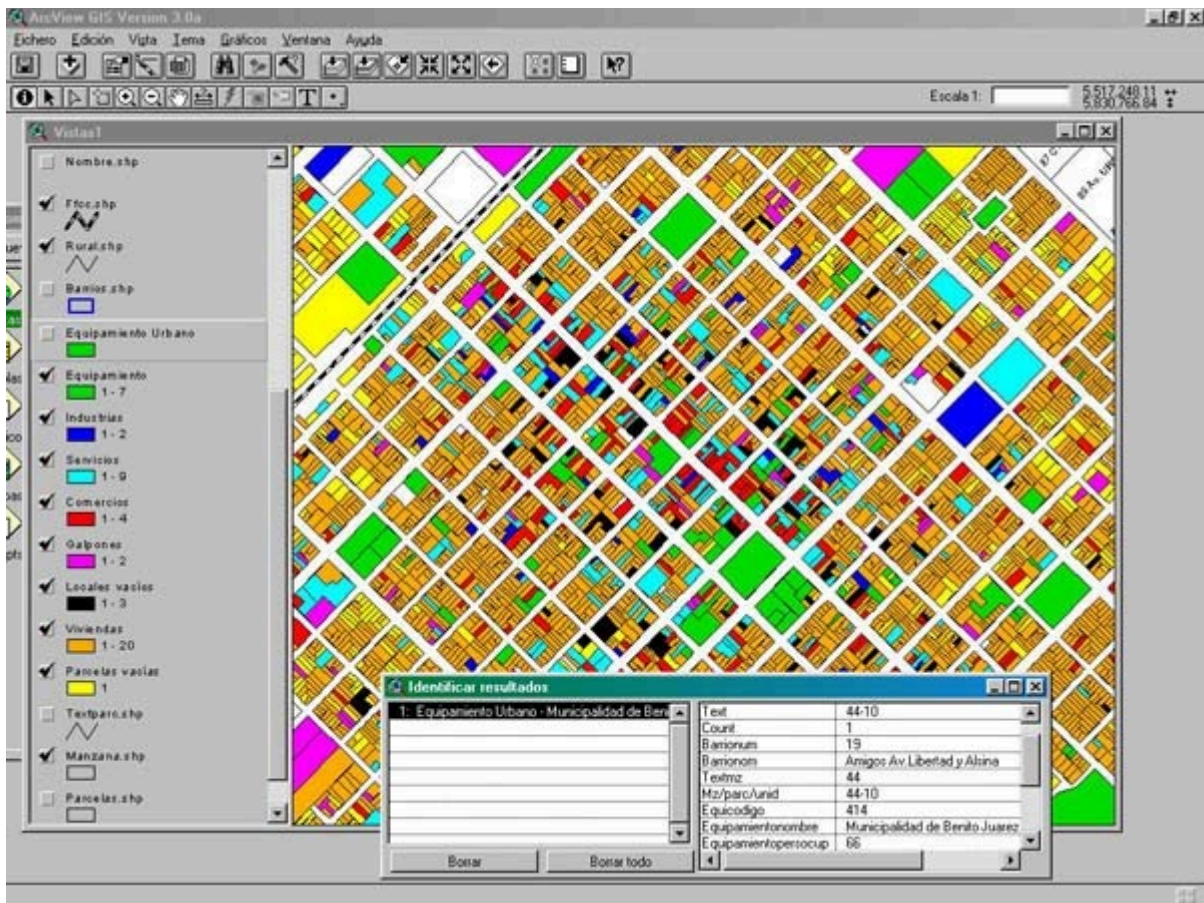 ArcView GIS Version 3.0a
Fichero Edición Vista Tema Gráficos Ventana Ayuda
Escala 1:
5,517,248.11
5,830,766.84
Vistas1
Nombre.shp
Ffcc.shp
Rural.shp
Barrios.shp
Equipamiento Urbano
Equipamiento
1 - 7
Industrias
1 - 2
Servicios
1 - 9
Comercios
1 - 4
Galpones
1 - 2
Locales vacíos
1 - 3
Viviendas
1 - 20
Parcelas vacías
1
Textparc.shp
Manzana.shp
Parcelas.shp
Identificar resultados
1: Equipamiento Urbano - Municipalidad de Beni
Borrar
Borrar todo
Text 44-10
Count 1
Barrionum 19
Barrionom Amigos Av.Libertad y Alsina
Textmz 44
Mz/parc/unid 44-10
Equicodigo 414
Equipamientonombre Municipalidad de Benito Juarez
Equipamientopersocup 66